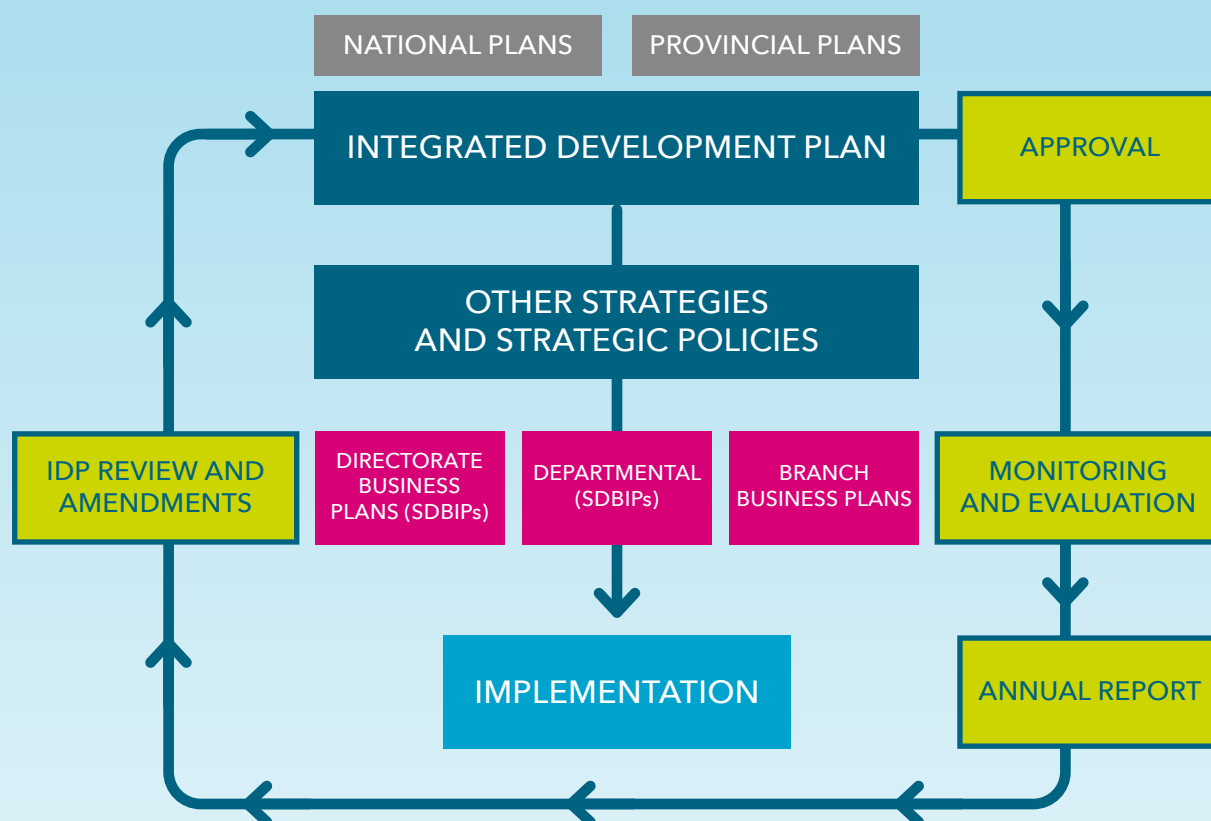 NATIONAL PLANS
PROVINCIAL PLANS
INTEGRATED DEVELOPMENT PLAN
APPROVAL
OTHER STRATEGIES
AND STRATEGIC POLICIES
IDP REVIEW AND
AMENDMENTS
DIRECTORATE
BUSINESS
PLANS (SDBIPs)
DEPARTMENTAL
(SDBIPs)
BRANCH
BUSINESS PLANS
MONITORING
AND EVALUATION
IMPLEMENTATION
ANNUAL REPORT